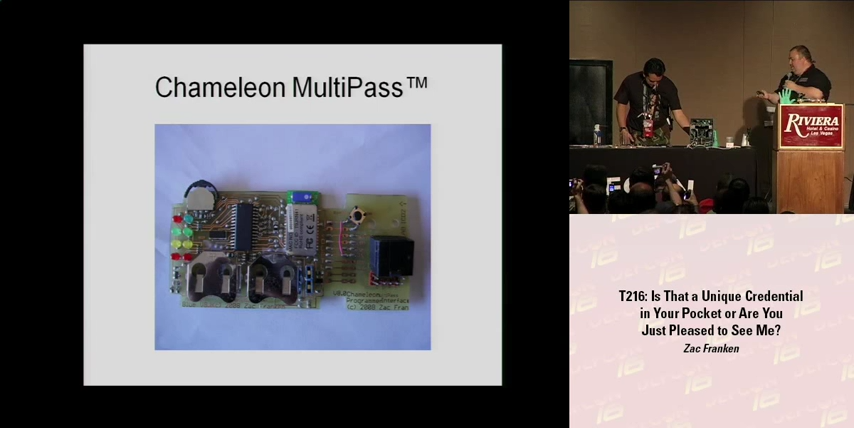 Chameleon MultiPass™
RIVIERA
Hotel & Casino
Las Vegas
T216: Is That a Unique Credential
in Your Pocket or Are You
Just Pleased to See Me?
Zac Franken